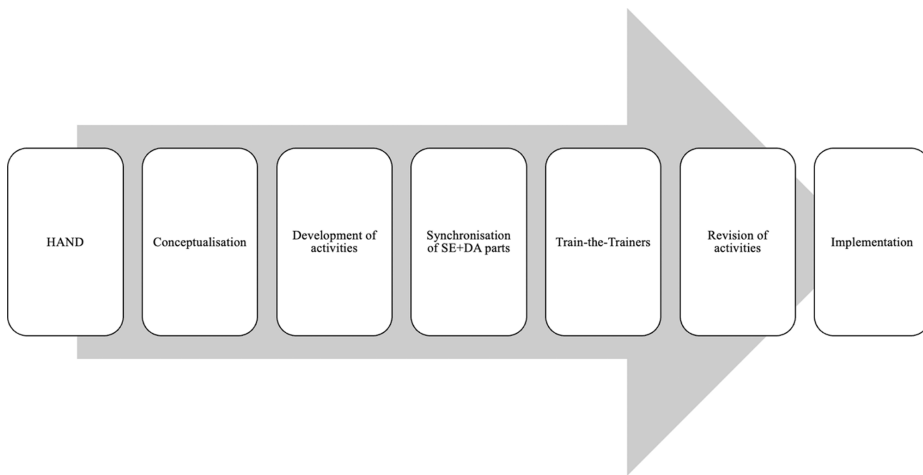 HAND
Conceptualisation
Development of
activities
Synchronisation
of SE+DA parts
Train-the-Trainers
Revision of
activities
Implementation